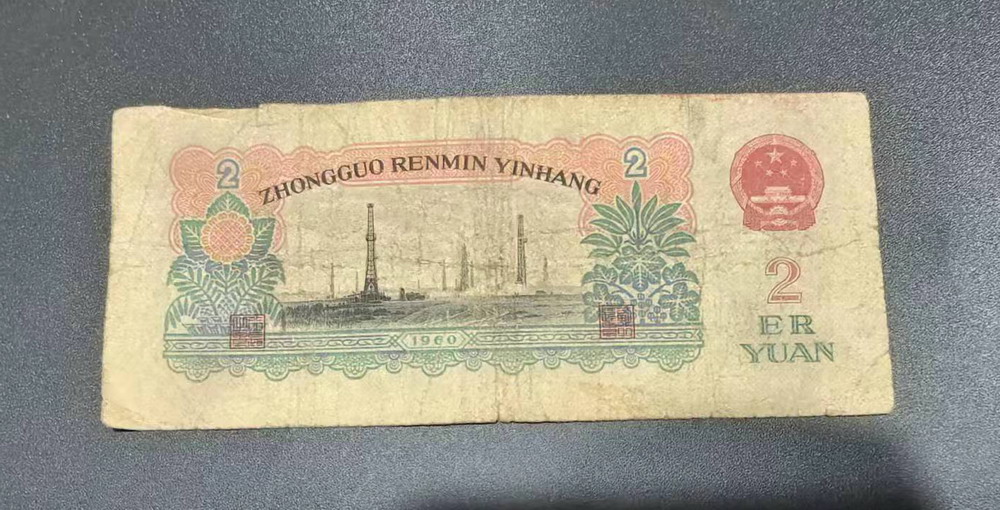 2
ZHONGGUO RENMIN YINHANG
2
1960
2
ER
YUAN